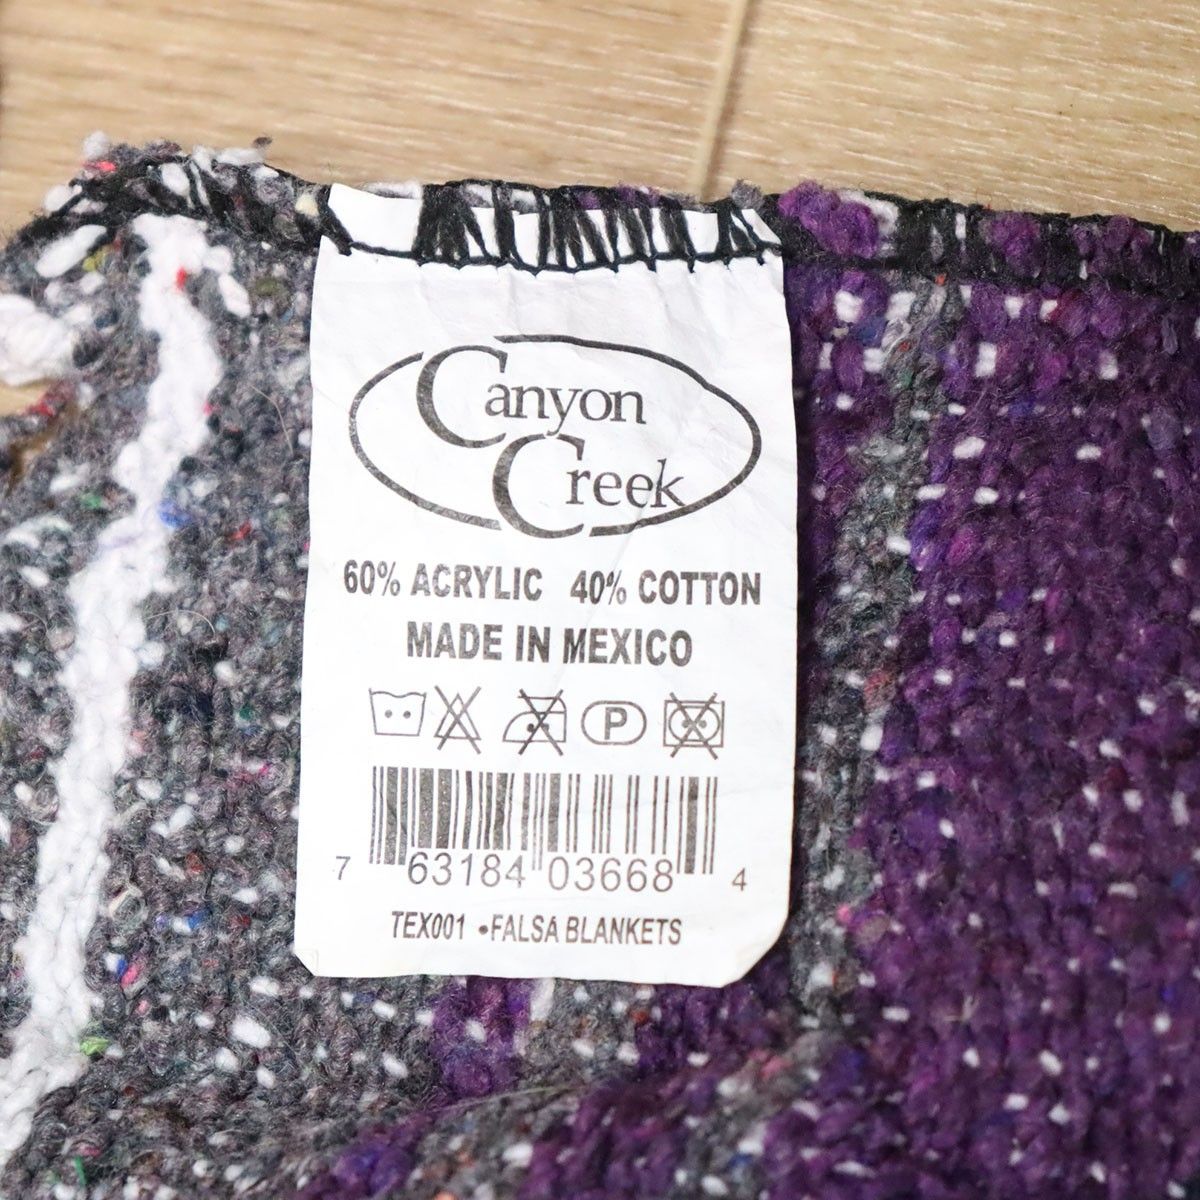 Canyon
Creek
60% ACRYLIC 40% COTTON
MADE IN MEXICO
P
7 63184 03668 4
TEX001 •FALSA BLANKETS